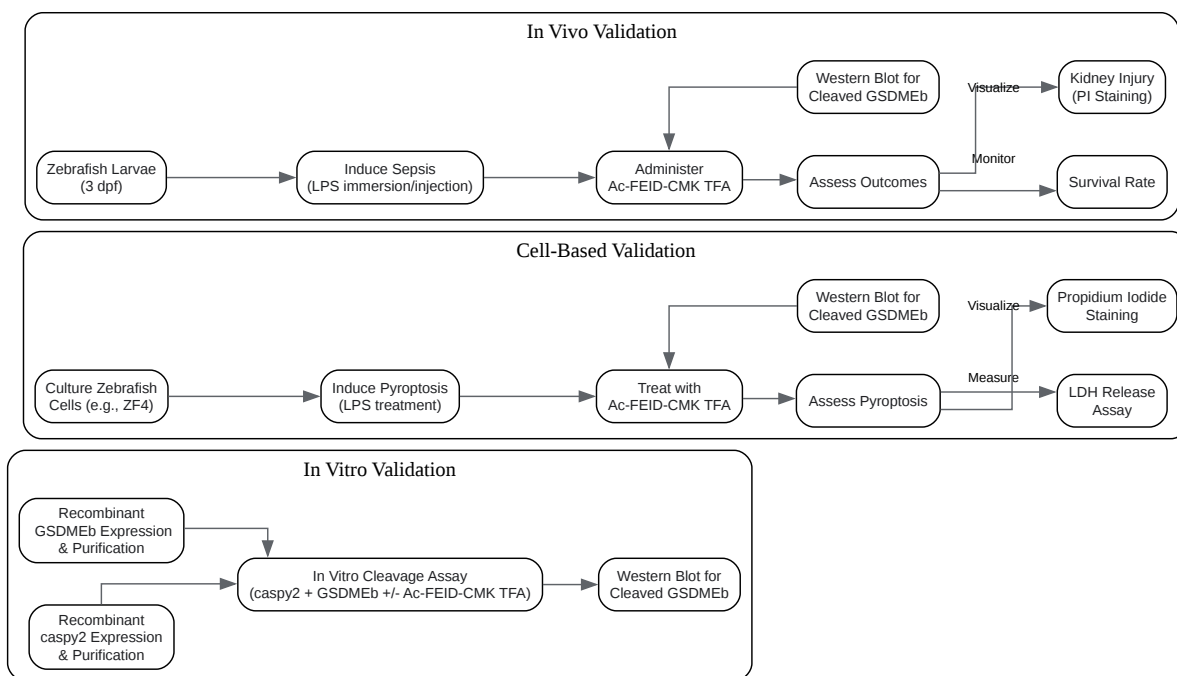 In Vivo Validation
Western Blot for
Cleaved GSDMEb
Visualize
Kidney Injury
(PI Staining)
Zebrafish Larvae
(3 dpf)
Induce Sepsis
(LPS immersion/injection)
Administer
Ac-FEID-CMK TFA
Assess Outcomes
Monitor
Survival Rate
Cell-Based Validation
Western Blot for
Cleaved GSDMEb
Visualize
Propidium Iodide
Staining
Culture Zebrafish
Cells (e.g., ZF4)
Induce Pyroptosis
(LPS treatment)
Treat with
Ac-FEID-CMK TFA
Assess Pyroptosis
Measure
LDH Release
Assay
In Vitro Validation
Recombinant
GSDMEb Expression
& Purification
In Vitro Cleavage Assay
(caspy2 + GSDMEb +/- Ac-FEID-CMK TFA)
Western Blot for
Cleaved GSDMEb
Recombinant
caspy2 Expression
& Purification